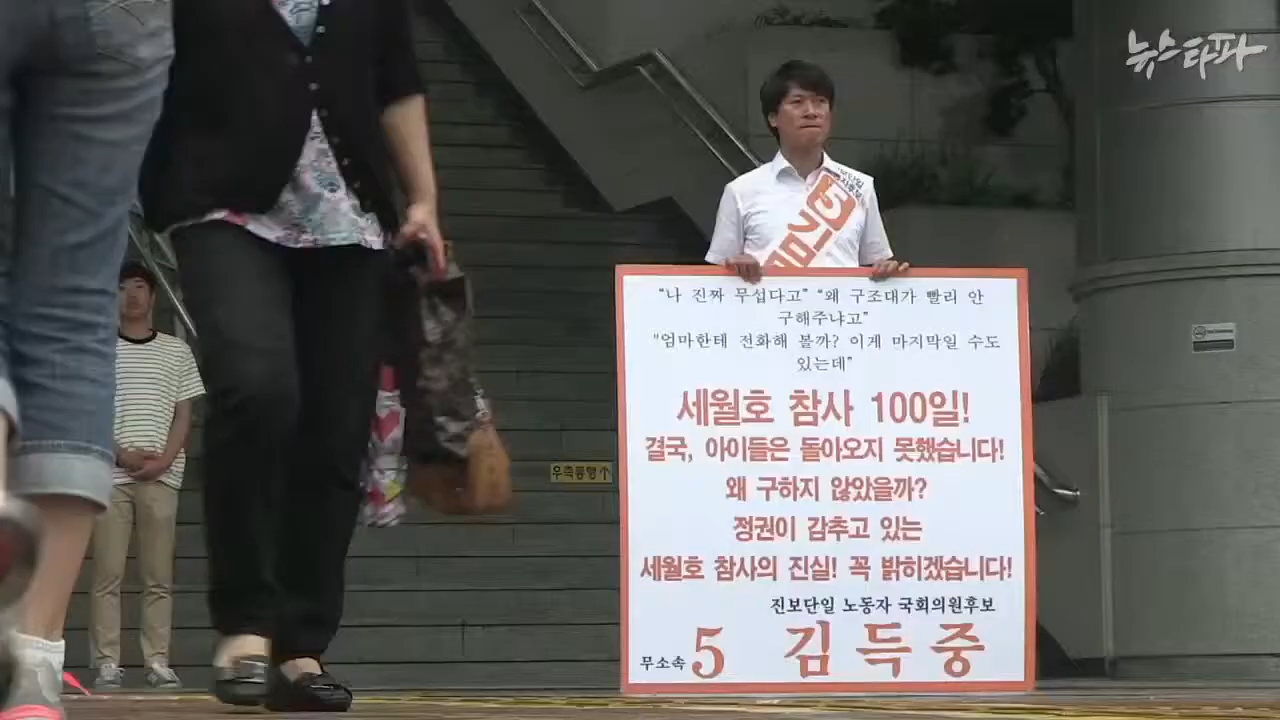 뉴스타파
5
"나 진짜 무섭다고" "왜 구조대가 빨리 안
구해주냐고"
"엄마한테 전화해 볼까? 이게 마지막일 수도
있는데"
세월호 참사 100일!
결국, 아이들은 돌아오지 못했습니다!
왜 구하지 않았을까?
정권이 감추고 있는
세월호 참사의 진실! 꼭 밝히겠습니다!
진보단일 노동자 국회의원후보
무소속 5 김득중
우측통행